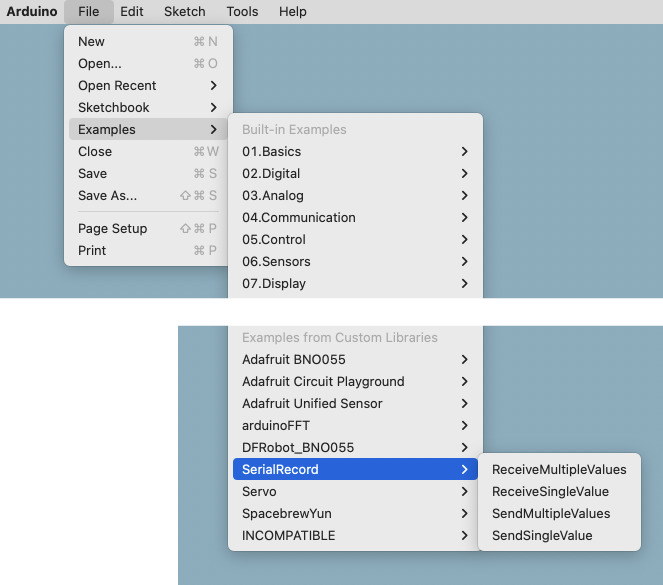 Arduino File Edit Sketch Tools Help
New ⌘ N
Open... ⌘ O
Open Recent
Sketchbook
Examples
Close ⌘ W
Save ⌘ S
Save As... ⇧ ⌘ S
Page Setup ⇧ ⌘ P
Print ⌘ P
Built-in Examples
01.Basics
02.Digital
03.Analog
04.Communication
05.Control
06.Sensors
07.Display
Examples from Custom Libraries
Adafruit BNO055
Adafruit Circuit Playground
Adafruit Unified Sensor
arduinoFFT
DFRobot_BNO055
SerialRecord
Servo
SpacebrewYun
INCOMPATIBLE
ReceiveMultipleValues
ReceiveSingleValue
SendMultipleValues
SendSingleValue